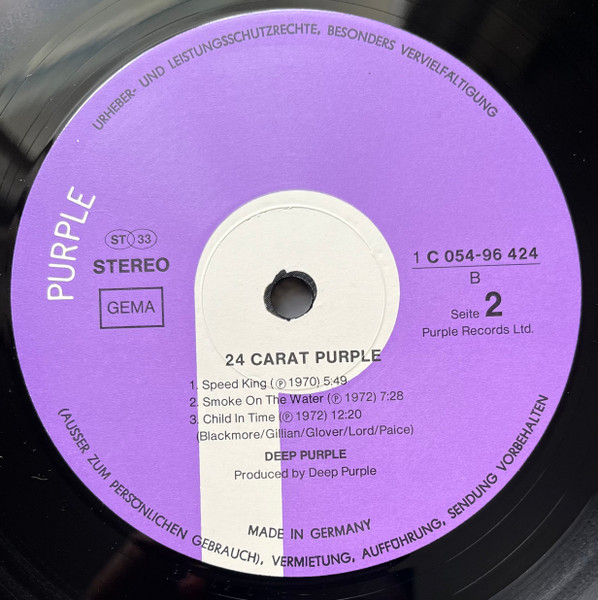 URHEBER- UND LEISTUNGSSCHUTZRECHTE, BESONDERS VERVIELFÄLTIGUNG
PURPLE
ST 33
STEREO
GEMA
1 C 054-96 424
B
Seite 2
Purple Records Ltd.
24 CARAT PURPLE
1. Speed King (℗ 1970) 5:49
2. Smoke On The Water (℗ 1972) 7:28
3. Child In Time (℗ 1972) 12:20
(Blackmore/Gillian/Glover/Lord/Paice)
DEEP PURPLE
Produced by Deep Purple
MADE IN GERMANY
(AUSSER ZUM PERSÖNLICHEN GEBRAUCH), VERMIETUNG, AUFFÜHRUNG, SENDUNG VORBEHALTEN